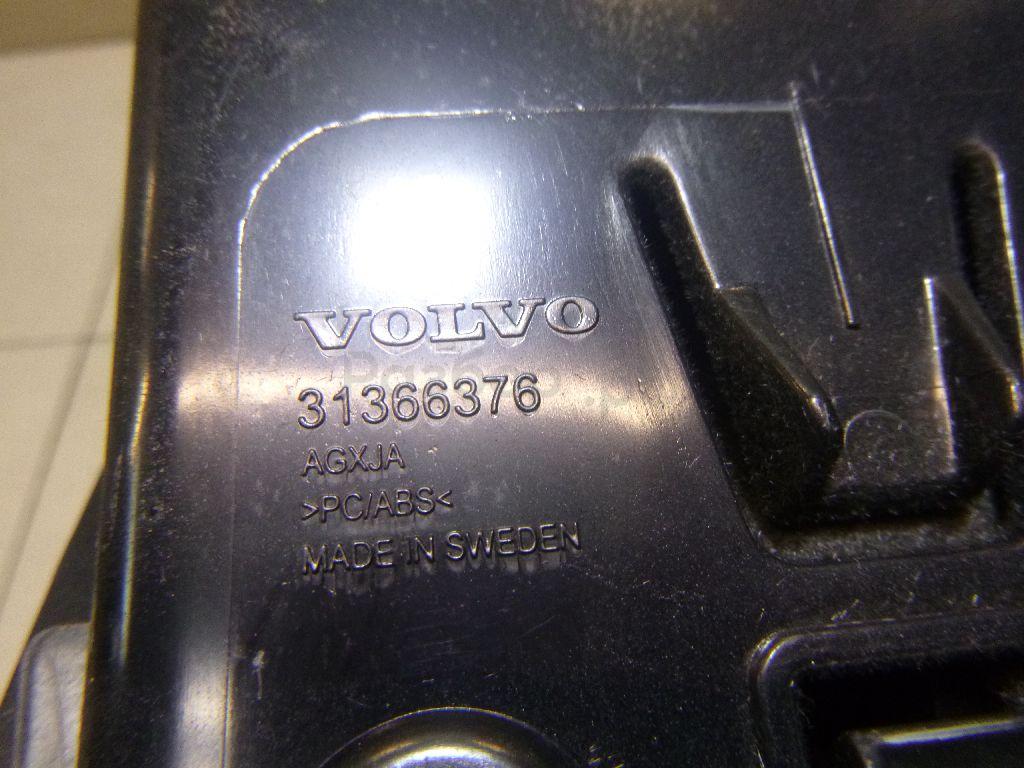 VOLVO
31366376
AGXJA
>PC/ABS<
MADE IN SWEDEN